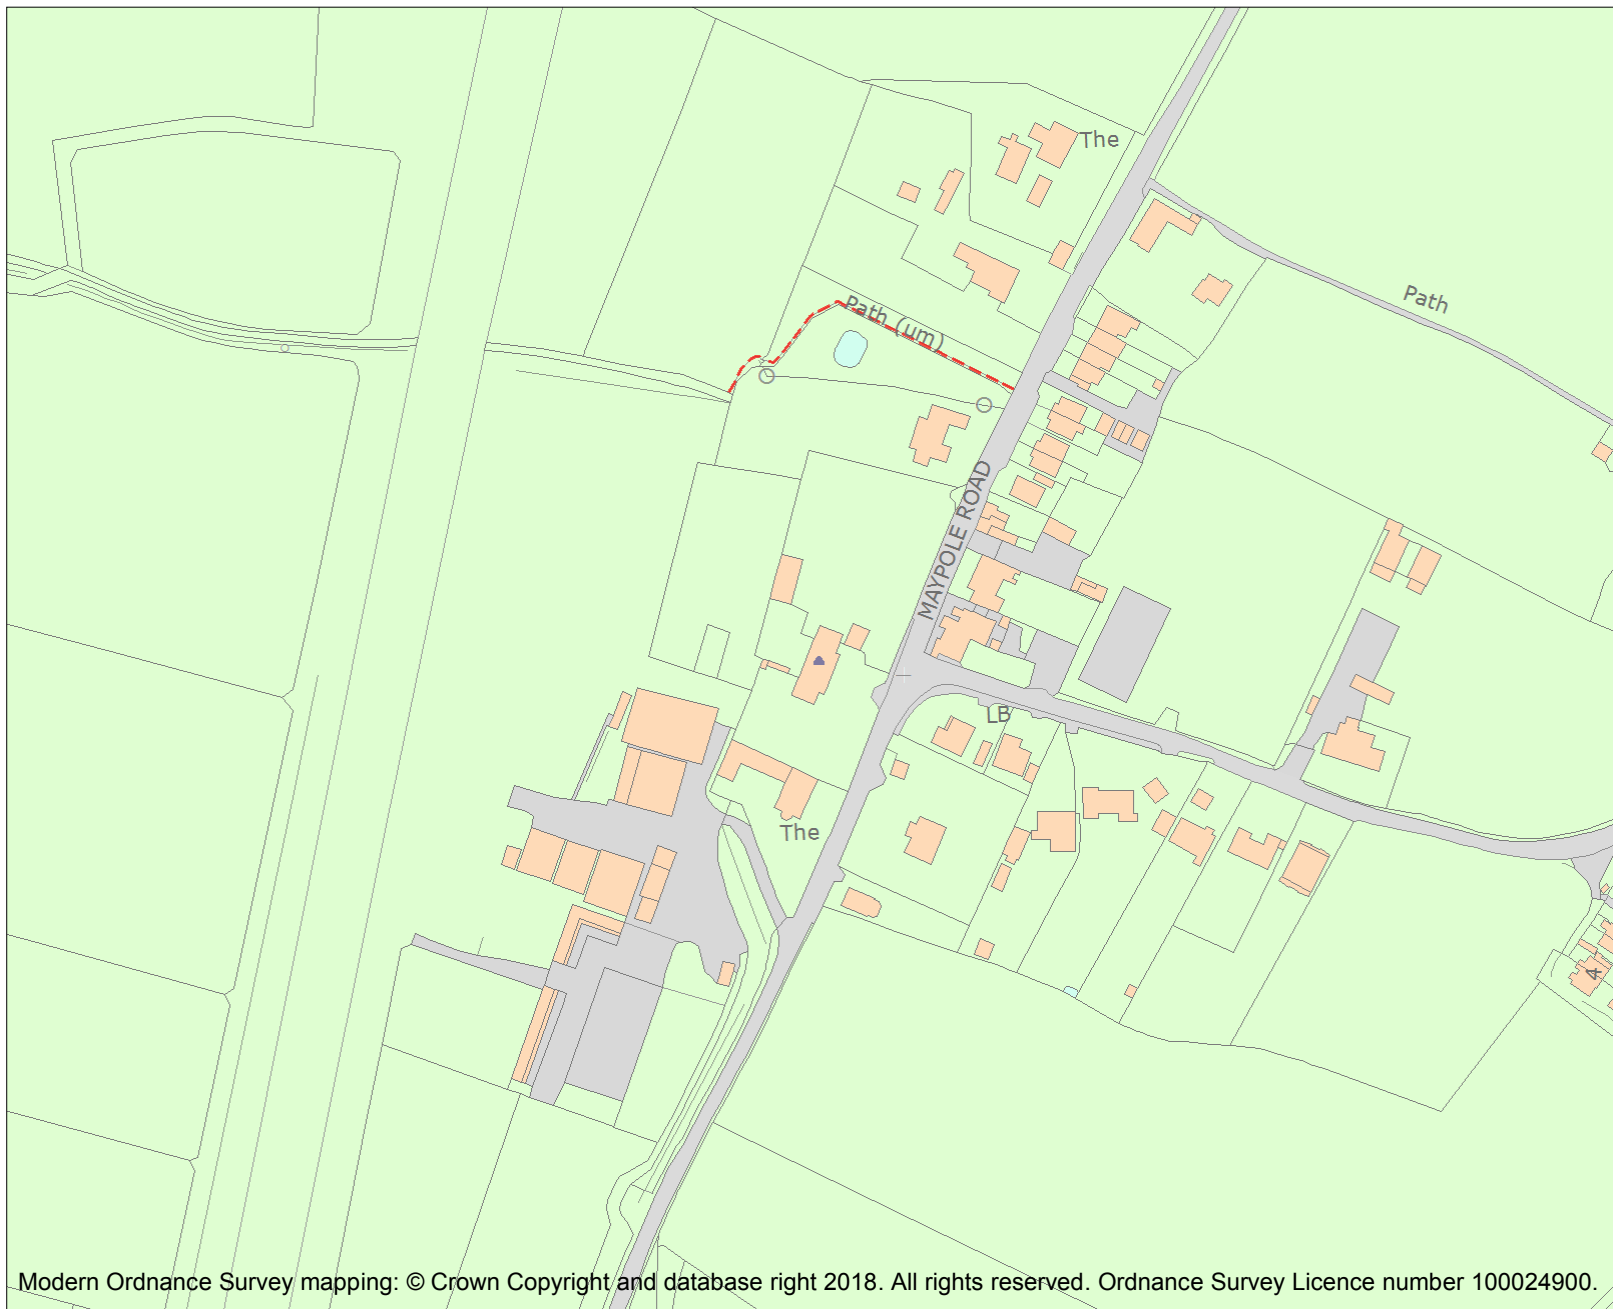 The
Path
Path (um)
MAYPOLE ROAD
LB
The
4
Modern Ordnance Survey mapping: © Crown Copyright and database right 2018. All rights reserved. Ordnance Survey Licence number 100024900.